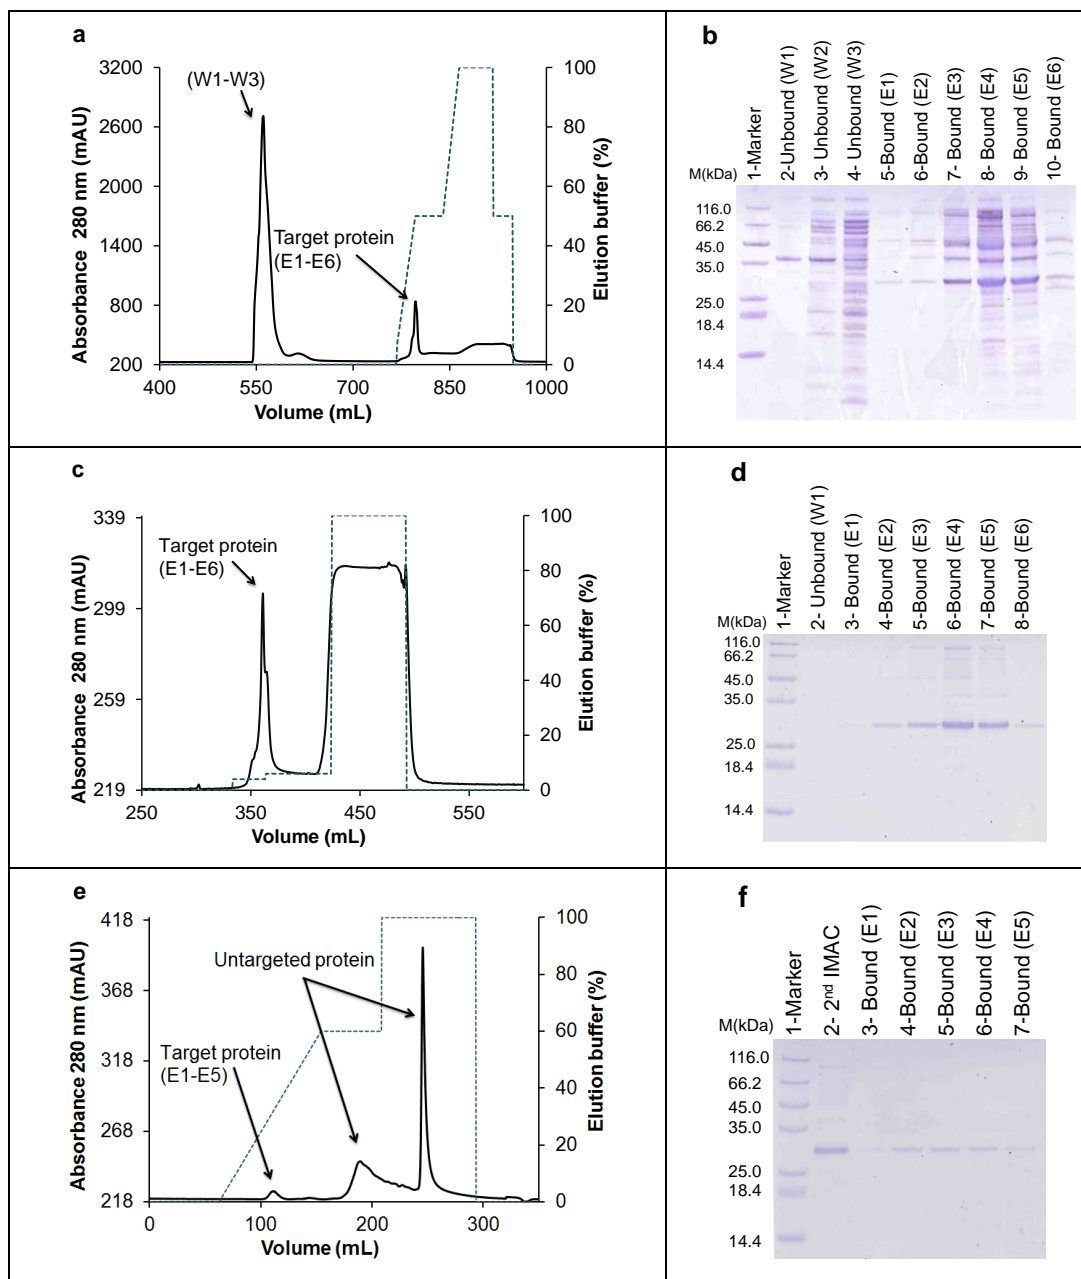 a
(W1-W3)
Target protein
(E1-E6)
3200
2600
2000
1400
800
200
400
550
700
850
1000
100
80
60
40
20
0
Absorbance 280 nm (mAU)
Elution buffer (%)
Volume (mL)
b
1-Marker
2-Unbound (W1)
3- Unbound (W2)
4- Unbound (W3)
5-Bound (E1)
6-Bound (E2)
7- Bound (E3)
8- Bound (E4)
9- Bound (E5)
10- Bound (E6)
M(kDa)
116.0
66.2
45.0
35.0
25.0
18.4
14.4
c
Target protein
(E1-E6)
339
299
259
219
250
350
450
550
100
80
60
40
20
0
Absorbance 280 nm (mAU)
Elution buffer (%)
Volume (mL)
d
1-Marker
2- Unbound (W1)
3- Bound (E1)
4-Bound (E2)
5-Bound (E3)
6-Bound (E4)
7-Bound (E5)
8-Bound (E6)
M(kDa)
116.0
66.2
45.0
35.0
25.0
18.4
14.4
e
Untargeted protein
Target protein
(E1-E5)
418
368
318
268
218
0
100
200
300
100
80
60
40
20
0
Absorbance 280 nm (mAU)
Elution buffer (%)
Volume (mL)
f
1-Marker
2- 2nd IMAC
3- Bound (E1)
4-Bound (E2)
5-Bound (E3)
6-Bound (E4)
7-Bound (E5)
M(kDa)
116.0
66.2
45.0
35.0
25.0
18.4
14.4